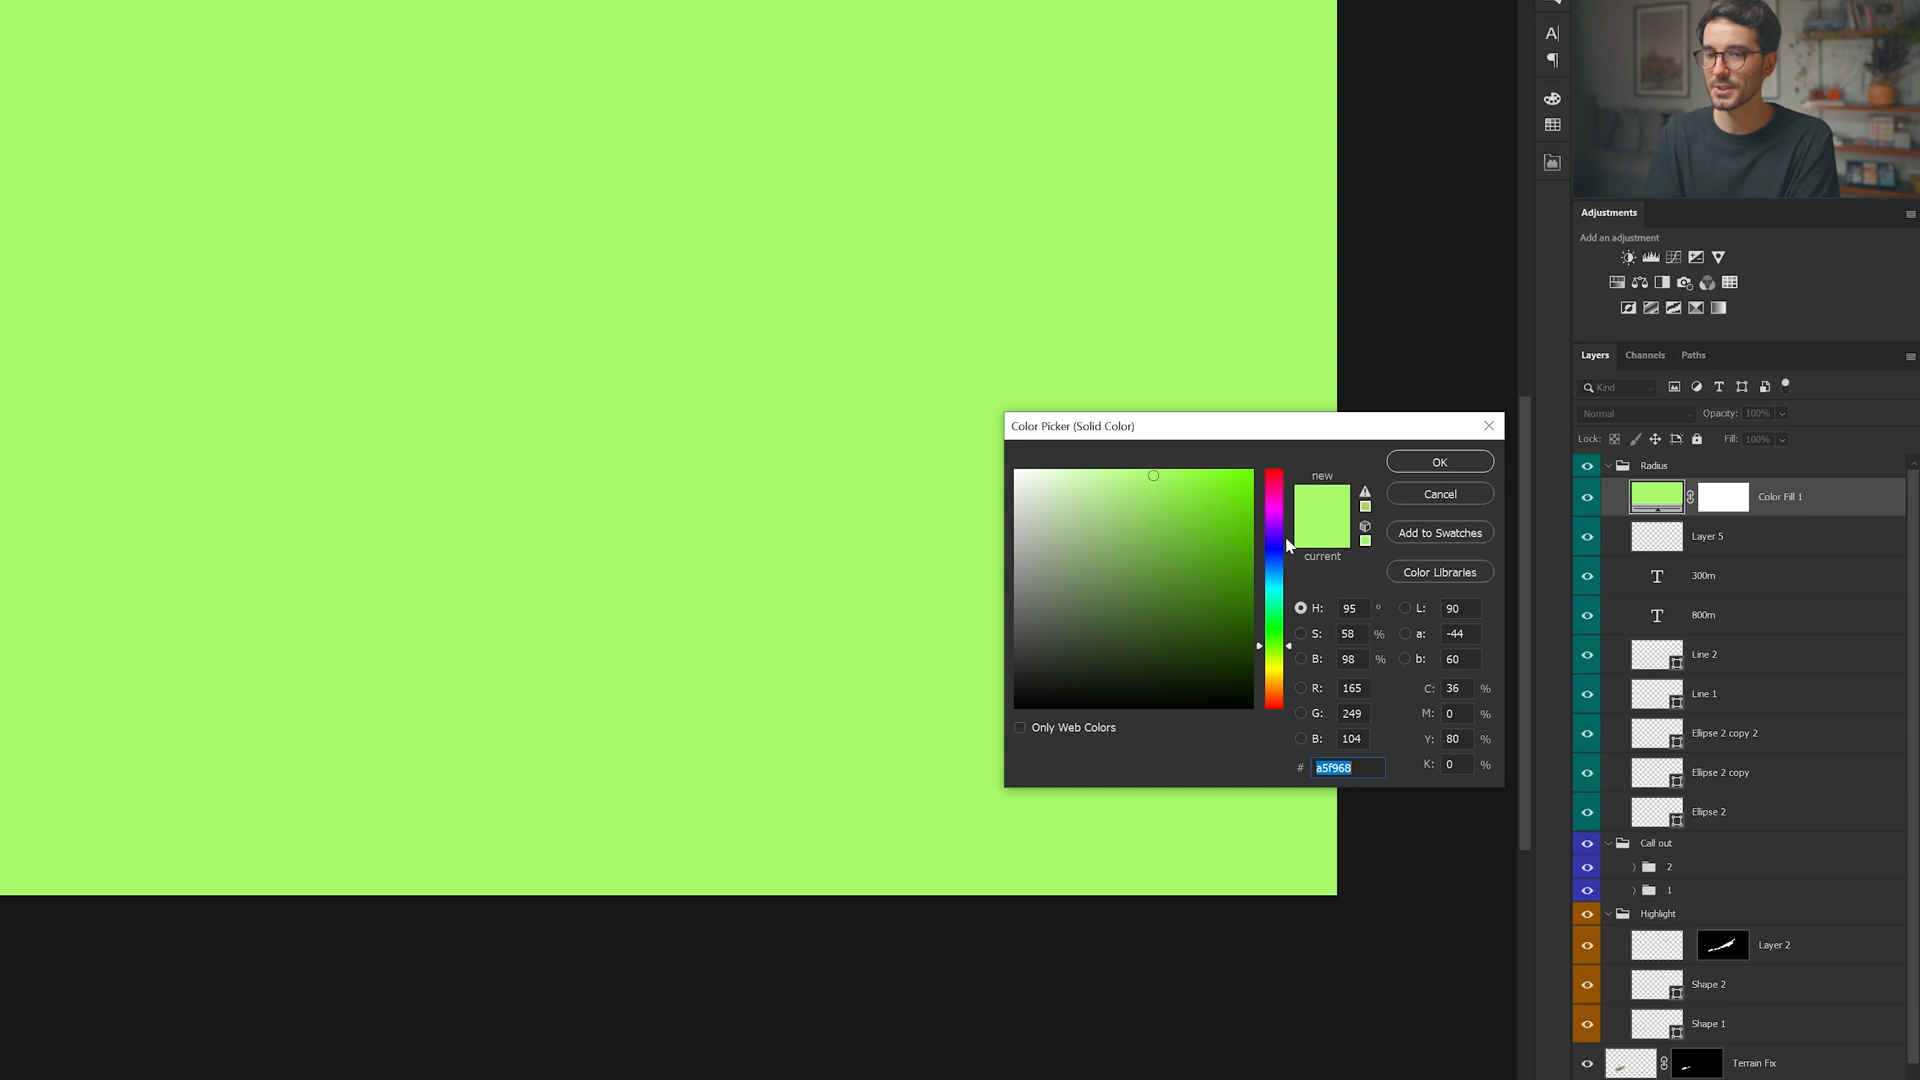 A|
Adjustments
Add an adjustment
Layers
Channels
Paths
Kind
Normal
Opacity: 100%
Lock:
Fill: 100%
Color Picker (Solid Color)
new
current
OK
Cancel
Add to Swatches
Color Libraries
H: 95 °
S: 58 %
B: 98 %
R: 165
G: 249
B: 104
# a5f968
L: 90
a: -44
b: 60
C: 36 %
M: 0 %
Y: 80 %
K: 0 %
Only Web Colors
Radius
Color Fill 1
Layer 5
T 300m
T 800m
Line 2
Line 1
Ellipse 2 copy 2
Ellipse 2 copy
Ellipse 2
Call out
2
1
Highlight
Layer 2
Shape 2
Shape 1
Terrain Fix